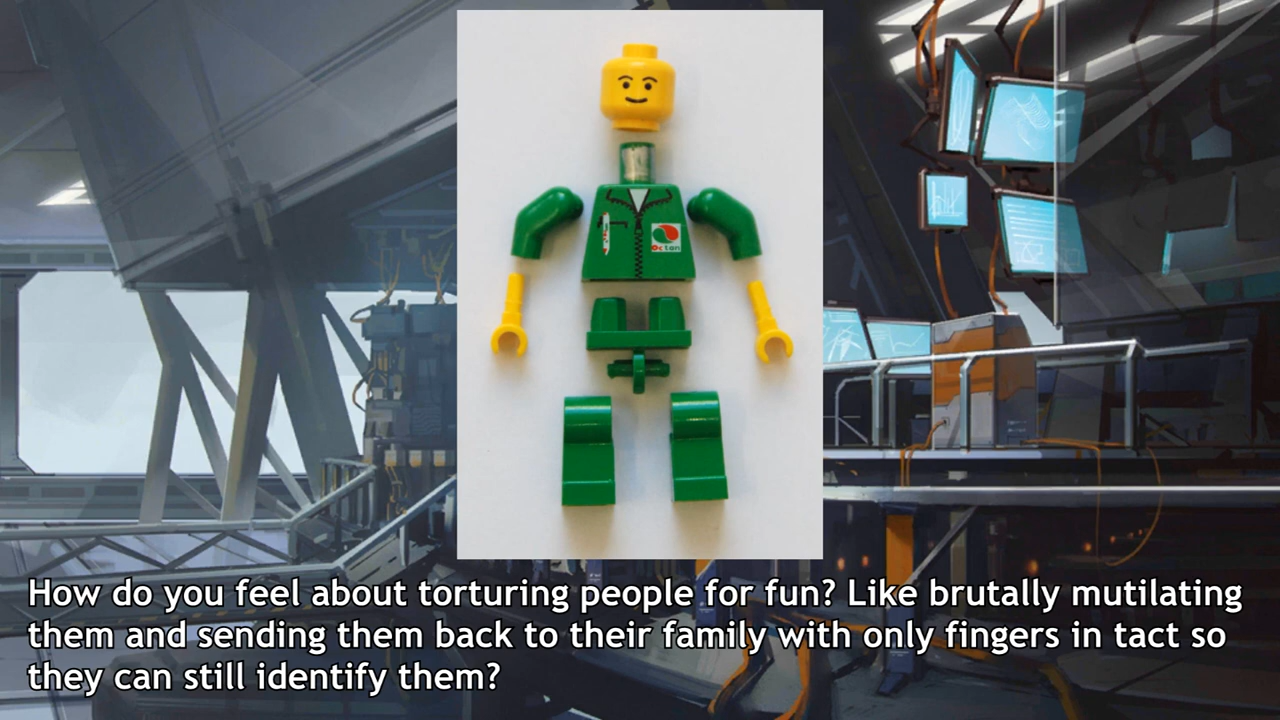 Octan
How do you feel about torturing people for fun? Like brutally mutilating
them and sending them back to their family with only fingers in tact so
they can still identify them?